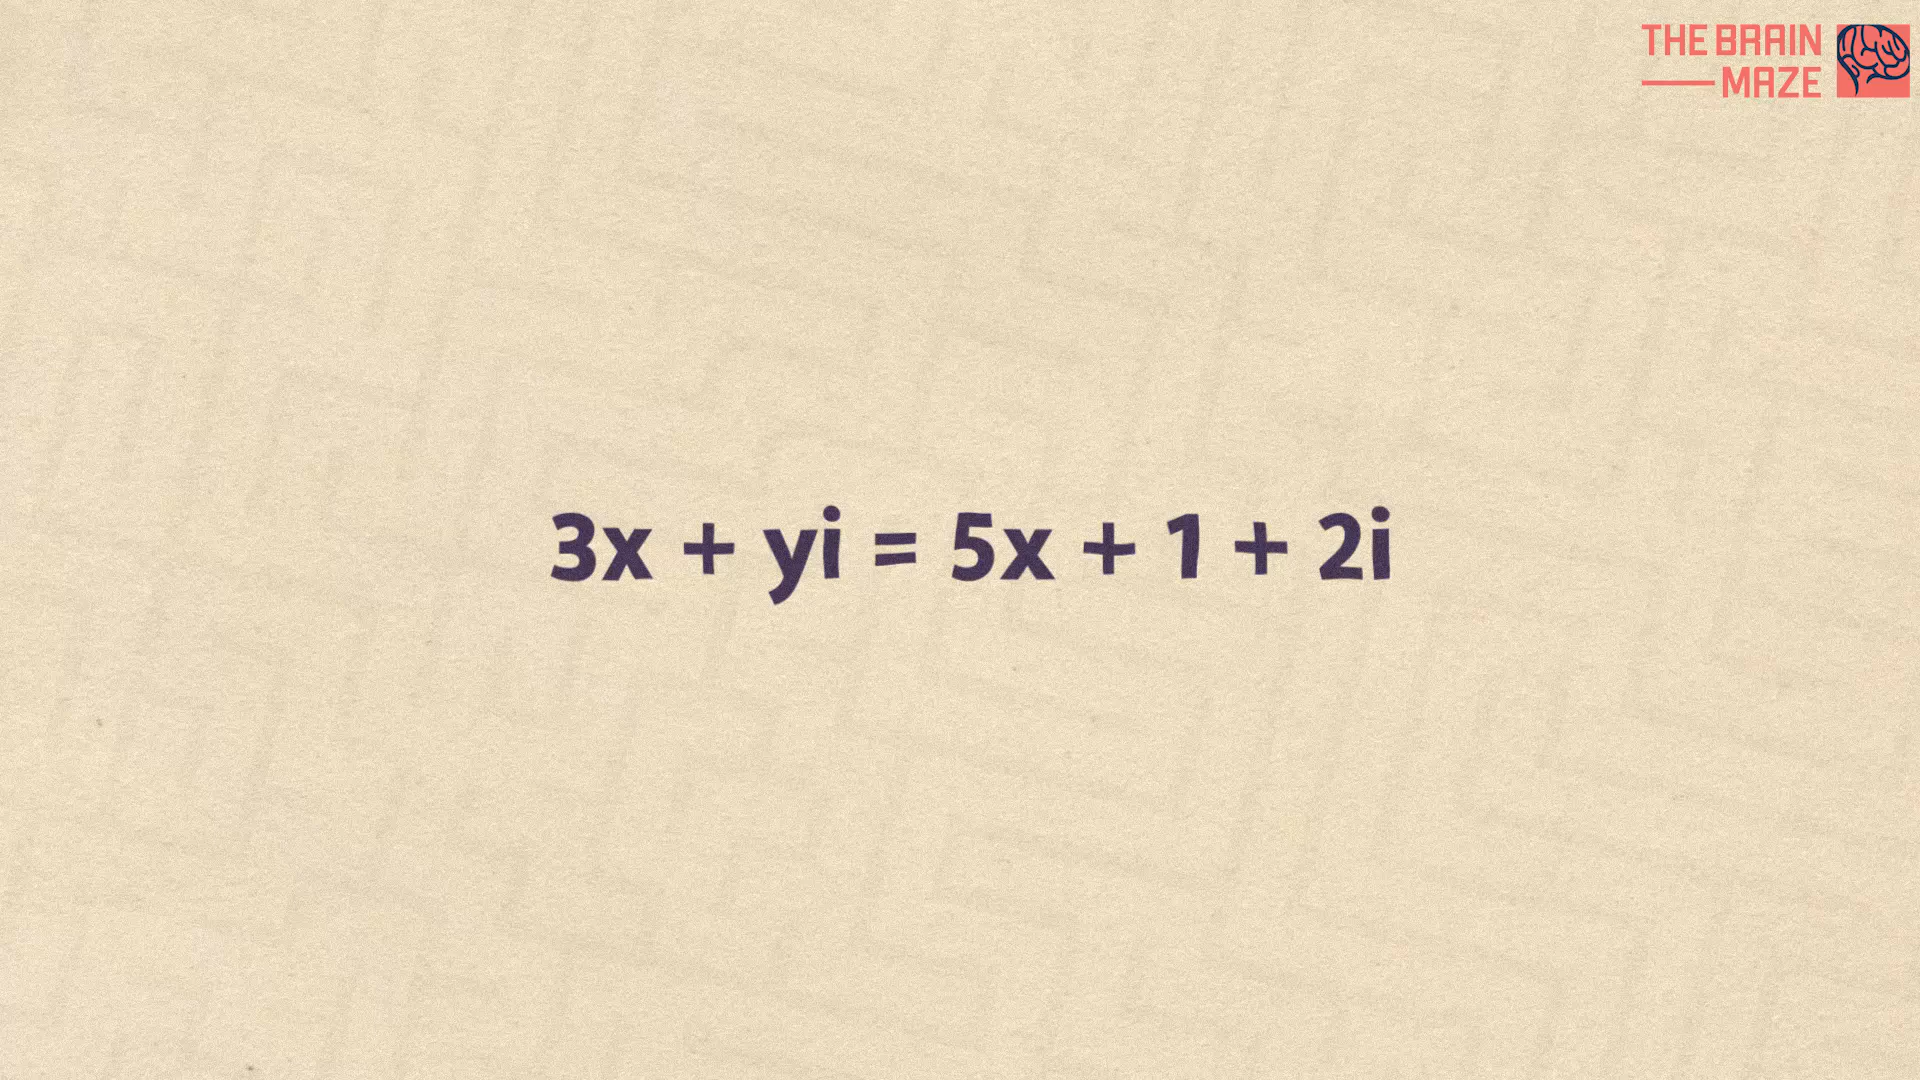 THE BRAIN
MAZE
3x + yi = 5x + 1 + 2i